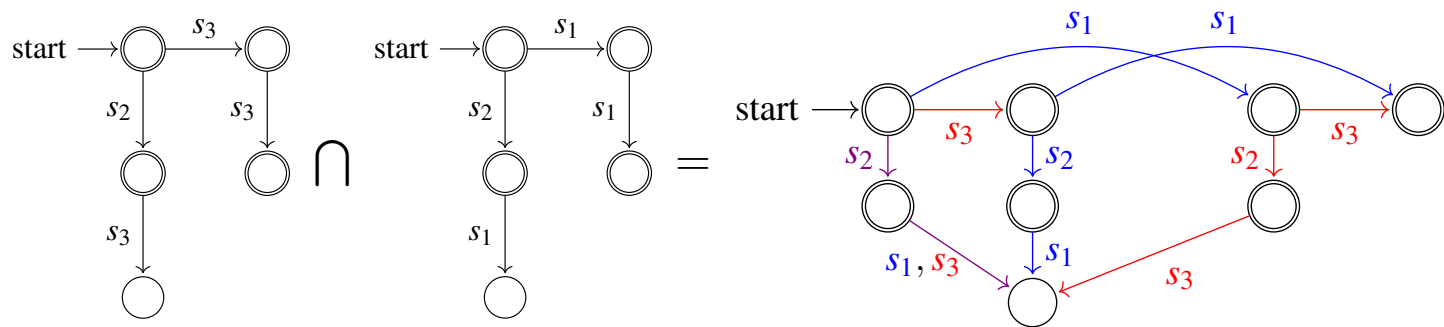 start s₃
s₂ s₃
s₃
⋂
start s₁
s₂ s₁
s₁
=
s₁ s₁
start s₃ s₃
s₂ s₂ s₂
s₁, s₃ s₁ s₃